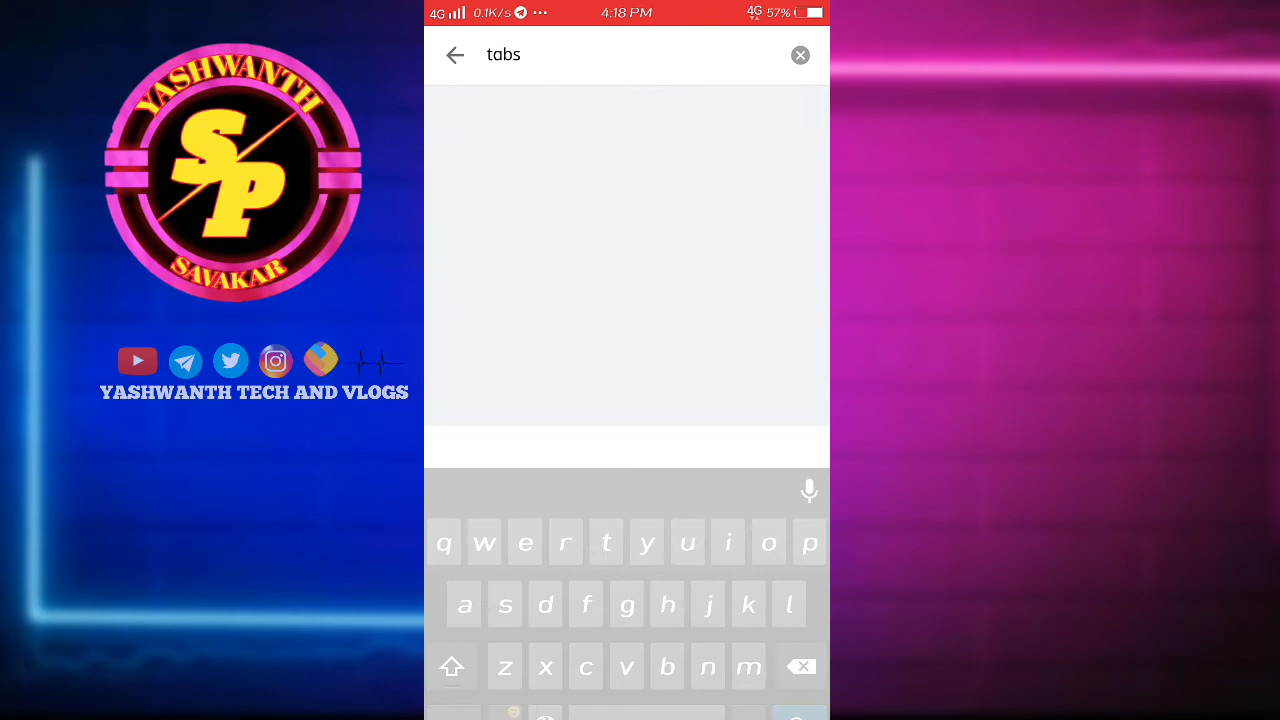 4G 0.1K/s ... 4:18 PM 4G 57%
tabs
YASHWANTH
SP
SAVAKAR
YASHWANTH TECH AND VLOGS
q w e r t y u i o p
a s d f g h j k l
z x c v b n m